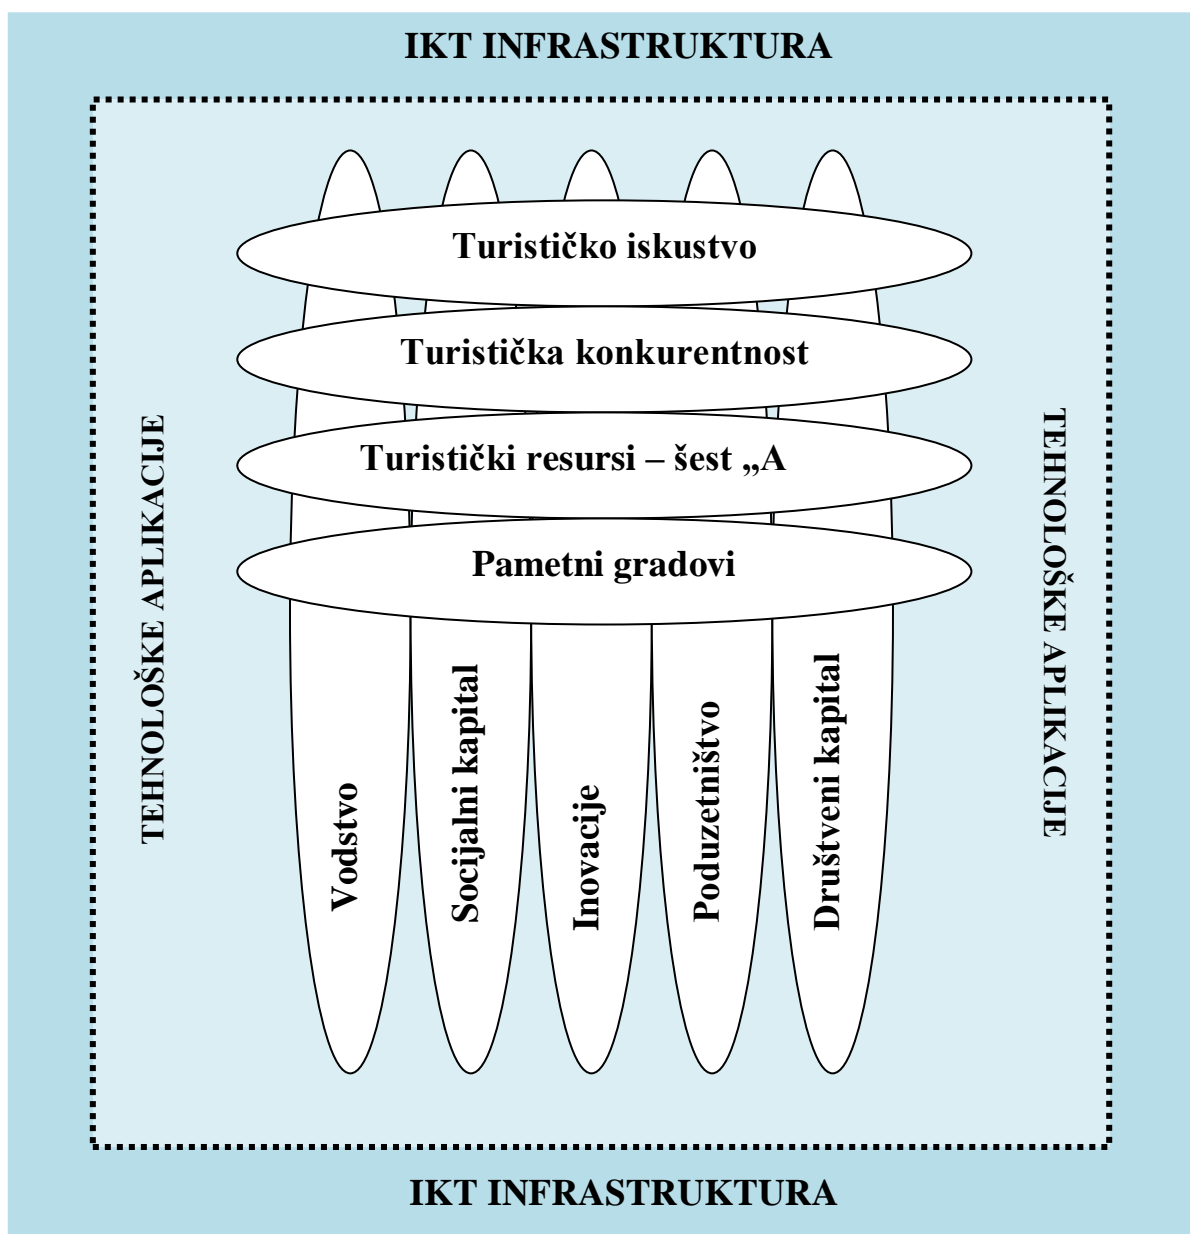 IKT INFRASTRUKTURA
Turističko iskustvo
Turistička konkurentnost
Turistički resursi – šest „A
Pametni gradovi
TEHNOLOŠKE APLIKACIJE
TEHNOLOŠKE APLIKACIJE
Vodstvo
Socijalni kapital
Inovacije
Poduzetništvo
Društveni kapital
IKT INFRASTRUKTURA